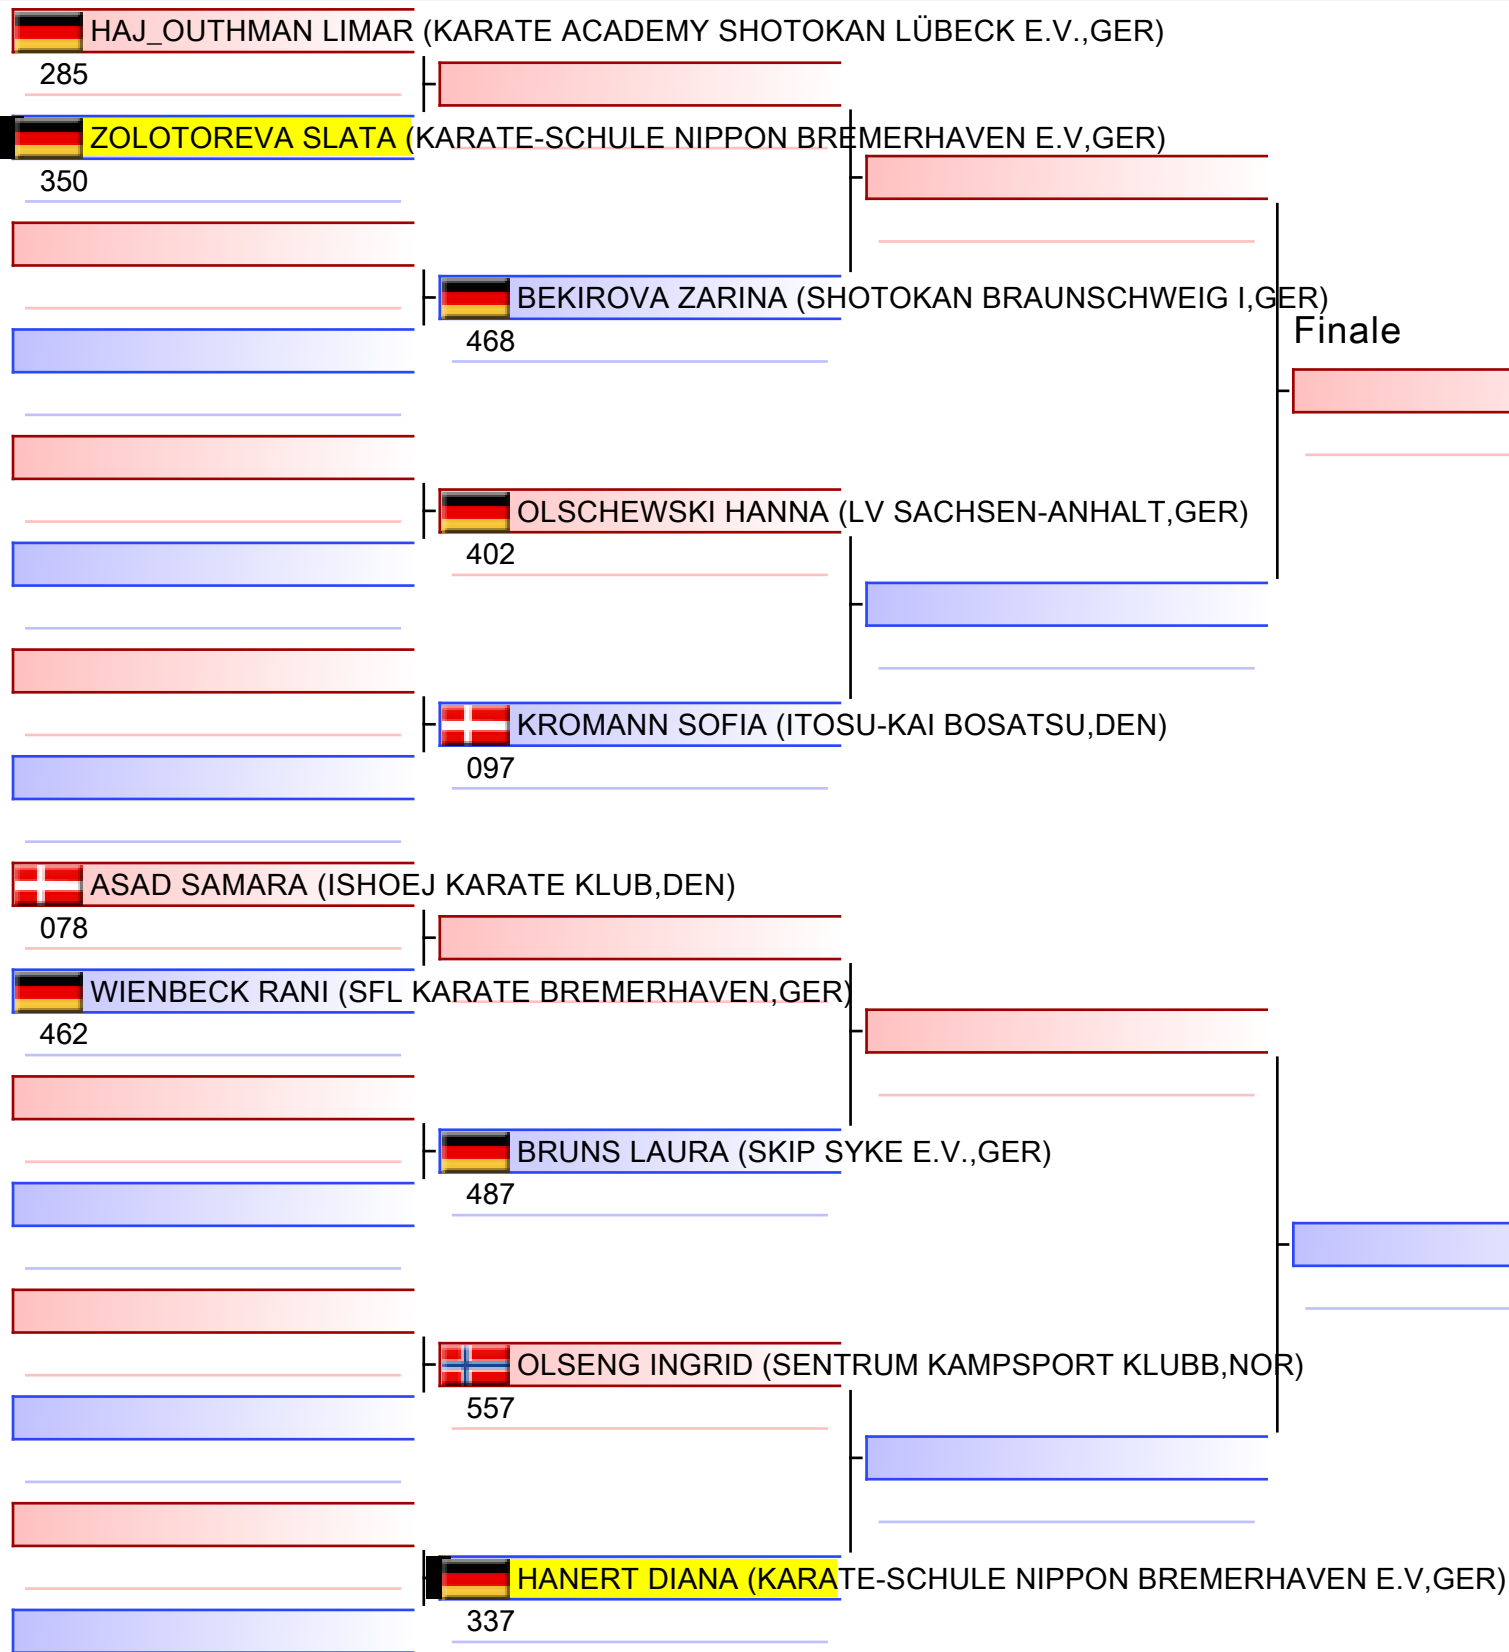 HAJ_OUTHMAN LIMAR (KARATE ACADEMY SHOTOKAN LÜBECK E.V.,GER)
285
ZOLOTOREVA SLATA (KARATE-SCHULE NIPPON BREMERHAVEN E.V,GER)
350
BEKIROVA ZARINA (SHOTOKAN BRAUNSCHWEIG I,GER)
468
Finale
OLSCHEWSKI HANNA (LV SACHSEN-ANHALT,GER)
402
KROMANN SOFIA (ITOSU-KAI BOSATSU,DEN)
097
ASAD SAMARA (ISHOEJ KARATE KLUB,DEN)
078
WIENBECK RANI (SFL KARATE BREMERHAVEN,GER)
462
BRUNS LAURA (SKIP SYKE E.V.,GER)
487
OLSENG INGRID (SENTRUM KAMPSPORT KLUBB,NOR)
557
HANERT DIANA (KARATE-SCHULE NIPPON BREMERHAVEN E.V,GER)
337